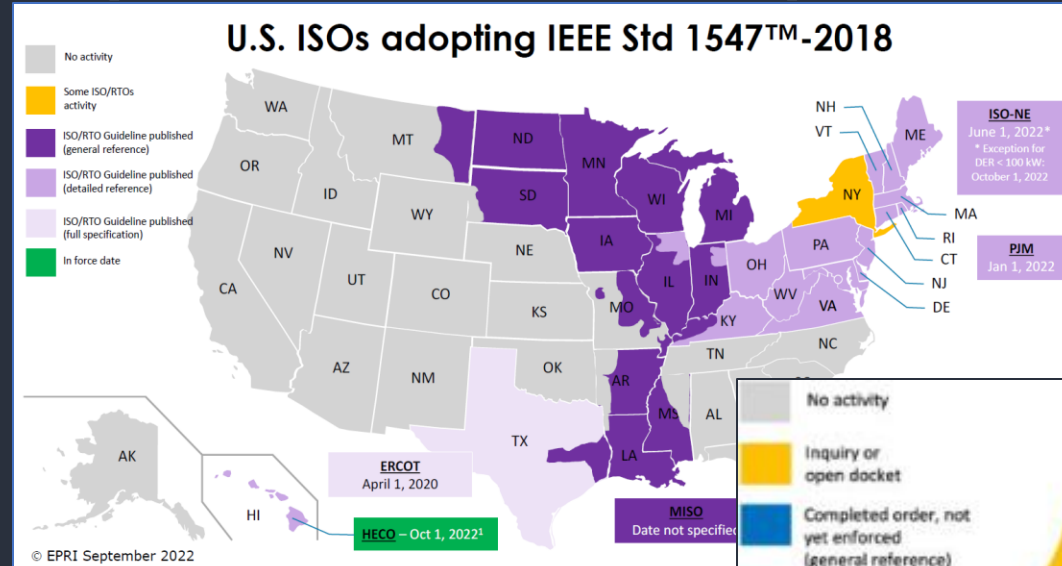 U.S. ISOs adopting IEEE Std 1547™-2018
No activity
Some ISO/RTOs
activity
ISO/RTO Guideline published
(general reference)
ISO/RTO Guideline published
(detailed reference)
ISO/RTO Guideline published
(full specification)
In force date
WA
OR
CA
ID
NV
MT
WY
UT
AZ
CO
NM
ND
SD
NE
KS
OK
TX
MN
IA
MO
AR
LA
WI
IL
MI
IN
OH
KY
TN
MS
AL
WV
VA
NC
PA
NY
NH
VT
ME
MA
RI
CT
NJ
DE
AK
HI
ISO-NE
June 1, 2022*
* Exception for
DER < 100 kW:
October 1, 2022
PJM
Jan 1, 2022
ERCOT
April 1, 2020
HECO – Oct 1, 2022¹
MISO
Date not specified
© EPRI September 2022
No activity
Inquiry or
open docket
Completed order, not
yet enforced
(general reference)